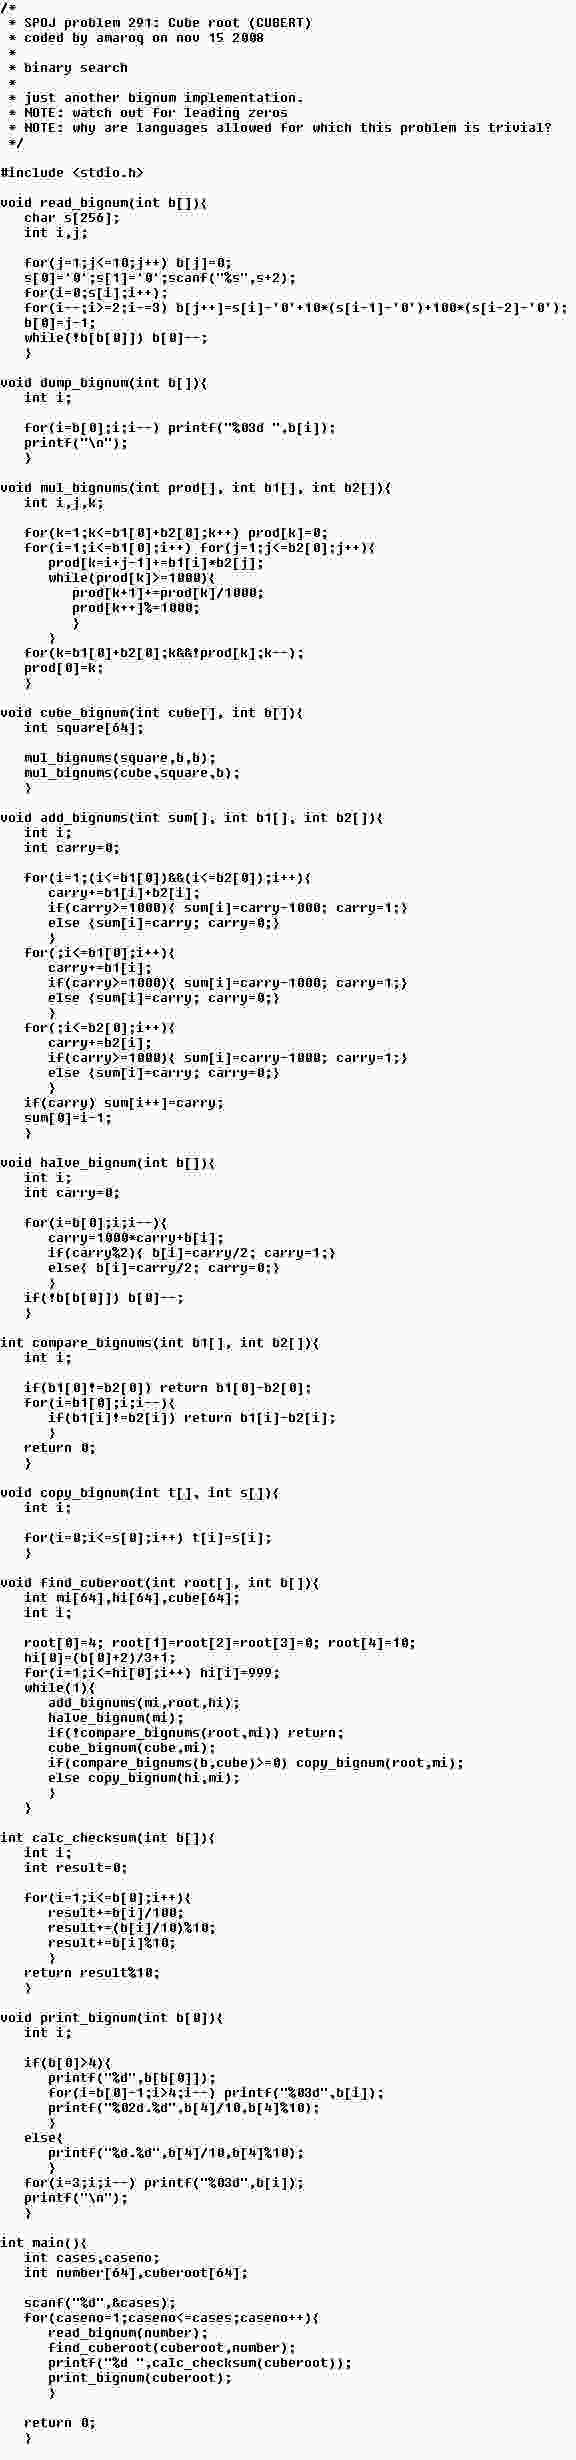 /*
 * SPOJ problem 291: Cube root (CUBERT)
 * coded by amaroq on nov 15 2008
 *
 * binary search
 *
 * just another bignum implementation.
 * NOTE: watch out for leading zeros
 * NOTE: why are languages allowed for which this problem is trivial?
 */

#include <stdio.h>

void read_bignum(int b[]){
   char s[256];
   int i,j;

   for(j=1;j<=10;j++) b[j]=0;
   s[0]='0';s[1]='0';scanf("%s",s+2);
   for(i=0;s[i];i++);
   for(i--;i>=2;i-=3) b[j++]=s[i]-'0'+10*(s[i-1]-'0')+100*(s[i-2]-'0');
   b[0]=j-1;
   while(!b[b[0]]) b[0]--;
   }

void dump_bignum(int b[]){
   int i;

   for(i=b[0];i;i--) printf("%03d ",b[i]);
   printf("\n");
   }

void mul_bignums(int prod[], int b1[], int b2[]){
   int i,j,k;

   for(k=1;k<=b1[0]+b2[0];k++) prod[k]=0;
   for(i=1;i<=b1[0];i++) for(j=1;j<=b2[0];j++){
      prod[k=i+j-1]+=b1[i]*b2[j];
      while(prod[k]>=1000){
         prod[k+1]+=prod[k]/1000;
         prod[k++]%=1000;
         }
      }
   for(k=b1[0]+b2[0];k&&!prod[k];k--);
   prod[0]=k;
   }

void cube_bignum(int cube[], int b[]){
   int square[64];

   mul_bignums(square,b,b);
   mul_bignums(cube,square,b);
   }

void add_bignums(int sum[], int b1[], int b2[]){
   int i;
   int carry=0;

   for(i=1;(i<=b1[0])&&(i<=b2[0]);i++){
      carry+=b1[i]+b2[i];
      if(carry>=1000){ sum[i]=carry-1000; carry=1;}
      else {sum[i]=carry; carry=0;}
      }
   for(;i<=b1[0];i++){
      carry+=b1[i];
      if(carry>=1000){ sum[i]=carry-1000; carry=1;}
      else {sum[i]=carry; carry=0;}
      }
   for(;i<=b2[0];i++){
      carry+=b2[i];
      if(carry>=1000){ sum[i]=carry-1000; carry=1;}
      else {sum[i]=carry; carry=0;}
      }
   if(carry) sum[i++]=carry;
   sum[0]=i-1;
   }

void halve_bignum(int b[]){
   int i;
   int carry=0;

   for(i=b[0];i;i--){
      carry=1000*carry+b[i];
      if(carry%2){ b[i]=carry/2; carry=1;}
      else{ b[i]=carry/2; carry=0;}
      }
   if(!b[b[0]]) b[0]--;
   }

int compare_bignums(int b1[], int b2[]){
   int i;

   if(b1[0]!=b2[0]) return b1[0]-b2[0];
   for(i=b1[0];i;i--){
      if(b1[i]!=b2[i]) return b1[i]-b2[i];
      }
   return 0;
   }

void copy_bignum(int t[], int s[]){
   int i;

   for(i=0;i<=s[0];i++) t[i]=s[i];
   }

void find_cuberoot(int root[], int b[]){
   int mi[64],hi[64],cube[64];
   int i;

   root[0]=4; root[1]=root[2]=root[3]=0; root[4]=10;
   hi[0]=(b[0]+2)/3+1;
   for(i=1;i<=hi[0];i++) hi[i]=999;
   while(1){
      add_bignums(mi,root,hi);
      halve_bignum(mi);
      if(!compare_bignums(root,mi)) return;
      cube_bignum(cube,mi);
      if(compare_bignums(b,cube)>=0) copy_bignum(root,mi);
      else copy_bignum(hi,mi);
      }
   }

int calc_checksum(int b[]){
   int i;
   int result=0;

   for(i=1;i<=b[0];i++){
      result+=b[i]/100;
      result+=(b[i]/10)%10;
      result+=b[i]%10;
      }
   return result%10;
   }

void print_bignum(int b[0]){
   int i;

   if(b[0]>4){
      printf("%d",b[b[0]]);
      for(i=b[0]-1;i>4;i--) printf("%03d",b[i]);
      printf("%02d.%d",b[4]/10,b[4]%10);
      }
   else{
      printf("%d.%d",b[4]/10,b[4]%10);
      }
   for(i=3;i;i--) printf("%03d",b[i]);
   printf("\n");
   }

int main(){
   int cases,caseno;
   int number[64],cuberoot[64];

   scanf("%d",&cases);
   for(caseno=1;caseno<=cases;caseno++){
      read_bignum(number);
      find_cuberoot(cuberoot,number);
      printf("%d ",calc_checksum(cuberoot));
      print_bignum(cuberoot);
      }

   return 0;
   }